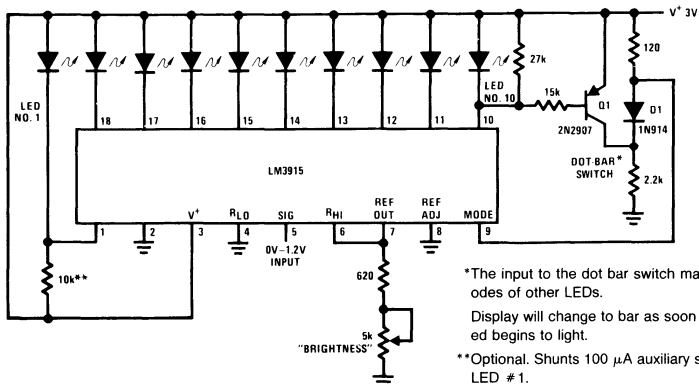 V+ 3V
120
27k
LED
NO. 1
LED
NO. 10
15k
Q1
D1
2N2907
1N914
18 17 16 15 14 13 12 11 10
DOT-BAR*
SWITCH
LM3915
2.2k
V+ RLO SIG RHI REF OUT REF ADJ MODE
1 2 3 4 5 6 7 8 9
0V–1.2V
INPUT
10k**
620
5k
"BRIGHTNESS"
*The input to the dot bar switch
odes of other LEDs.
Display will change to bar as soon
ed begins to light.
**Optional. Shunts 100 μA auxiliary
LED #1.